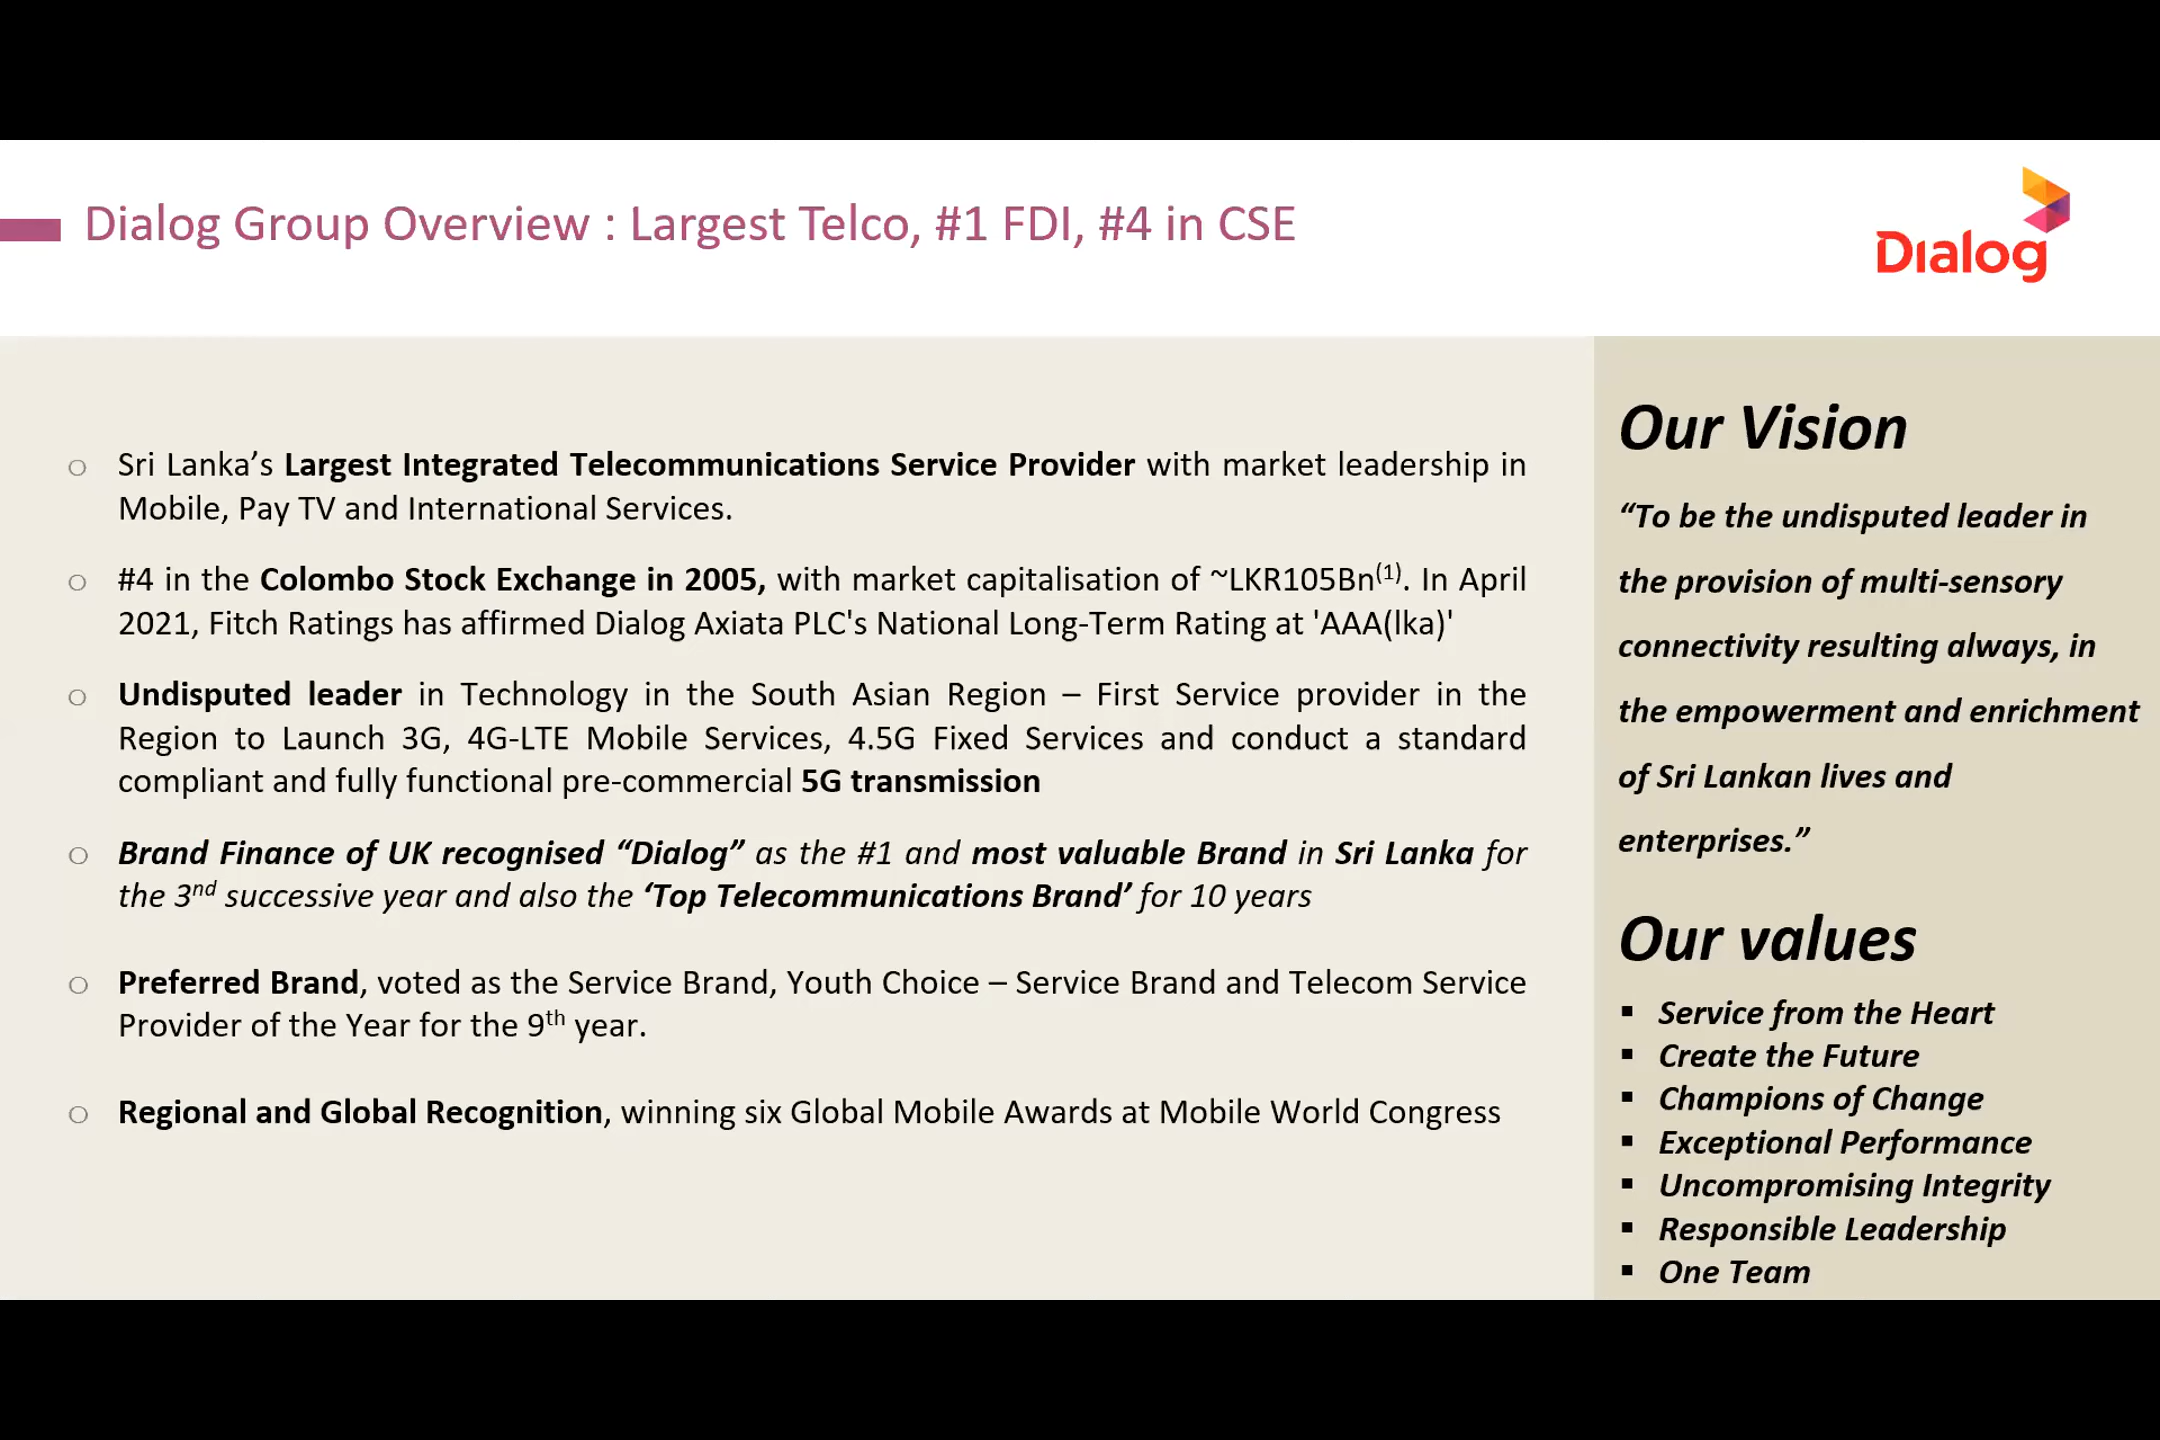 Dialog Group Overview : Largest Telco, #1 FDI, #4 in CSE
Dialog
Sri Lanka’s Largest Integrated Telecommunications Service Provider with market leadership in
Mobile, Pay TV and International Services.
#4 in the Colombo Stock Exchange in 2005, with market capitalisation of ~LKR105Bn(1). In April
2021, Fitch Ratings has affirmed Dialog Axiata PLC's National Long-Term Rating at 'AAA(lka)'
Undisputed leader in Technology in the South Asian Region – First Service provider in the
Region to Launch 3G, 4G-LTE Mobile Services, 4.5G Fixed Services and conduct a standard
compliant and fully functional pre-commercial 5G transmission
Brand Finance of UK recognised “Dialog” as the #1 and most valuable Brand in Sri Lanka for
the 3nd successive year and also the ‘Top Telecommunications Brand’ for 10 years
Preferred Brand, voted as the Service Brand, Youth Choice – Service Brand and Telecom Service
Provider of the Year for the 9th year.
Regional and Global Recognition, winning six Global Mobile Awards at Mobile World Congress
Our Vision
“To be the undisputed leader in
the provision of multi-sensory
connectivity resulting always, in
the empowerment and enrichment
of Sri Lankan lives and
enterprises.”
Our values
Service from the Heart
Create the Future
Champions of Change
Exceptional Performance
Uncompromising Integrity
Responsible Leadership
One Team